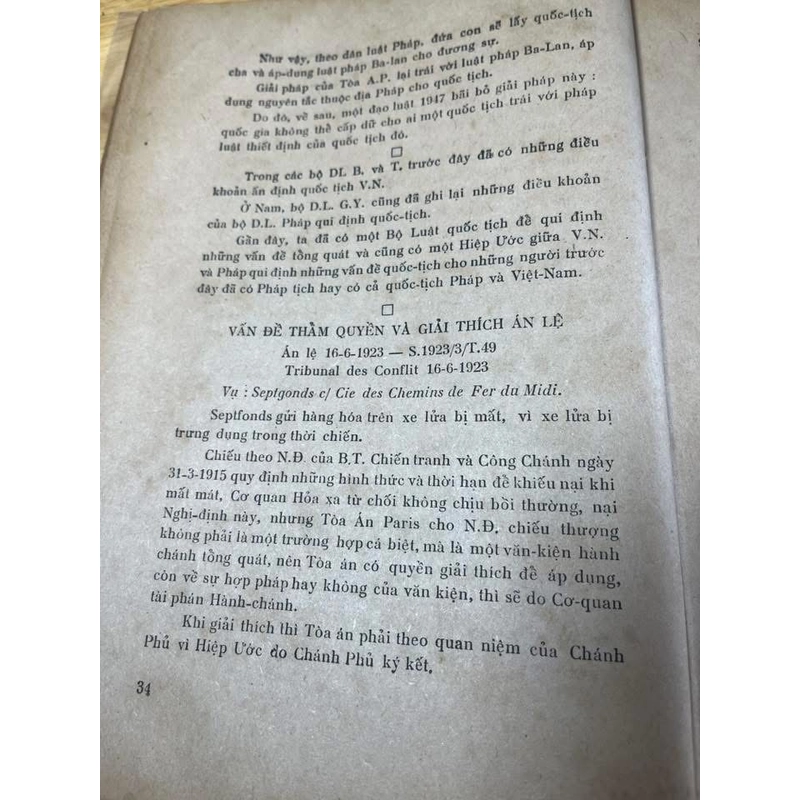 Như vậy, theo dân luật Pháp, đứa con sẽ lấy quốc-tịch
cha và áp-dụng luật pháp Ba-lan cho đương sự.
Giải pháp của Tòa A.P. lại trái với luật pháp Ba-Lan, áp
dụng nguyên tắc thuộc địa Pháp cho quốc tịch.
Do đó, về sau, một đạo luật 1947 bãi bỏ giải pháp này :
quốc gia không thể cấp dữ cho ai một quốc tịch trái với pháp
luật thiết định của quốc tịch đó.
Trong các bộ DL B. và T. trước đây đã có những điều
khoản ấn định quốc tịch V.N.
Ở Nam, bộ D.L. G.Y. cũng đã ghi lại những điều khoản
của bộ D.L. Pháp qui định quốc-tịch.
Gần đây, ta đã có một Bộ Luật quốc tịch để qui định
những vấn đề tổng quát và cũng có một Hiệp Ước giữa V.N.
và Pháp qui định những vấn đề quốc-tịch cho những người trước
đây đã có Pháp tịch hay có cả quốc-tịch Pháp và Việt-Nam.
VẤN ĐỀ THẨM QUYỀN VÀ GIẢI THÍCH ÁN LỆ
Án lệ 16-6-1923 — S.1923/3/T.49
Tribunal des Conflit 16-6-1923
Vụ : Septgonds c/ Cie des Chemins de Fer du Midi.
Septfonds gửi hàng hóa trên xe lửa bị mất, vì xe lửa bị
trưng dụng trong thời chiến.
Chiếu theo N.Đ. của B.T. Chiến tranh và Công Chánh ngày
31-3-1915 quy định những hình thức và thời hạn để khiếu nại khi
mất mát, Cơ quan Hỏa xa từ chối không chịu bồi thường, nại
Nghị-định này, nhưng Tòa Án Paris cho N.Đ. chiếu thượng
không phải là một trường hợp cá biệt, mà là một văn-kiện hành
chánh tổng quát, nên Tòa án có quyền giải thích để áp dụng,
còn về sự hợp pháp hay không của văn kiện, thì sẽ do Cơ-quan
tài phán Hành-chánh.
Khi giải thích thì Tòa án phải theo quan niệm của Chánh
Phủ vì Hiệp Ước do Chánh Phủ ký kết.
34